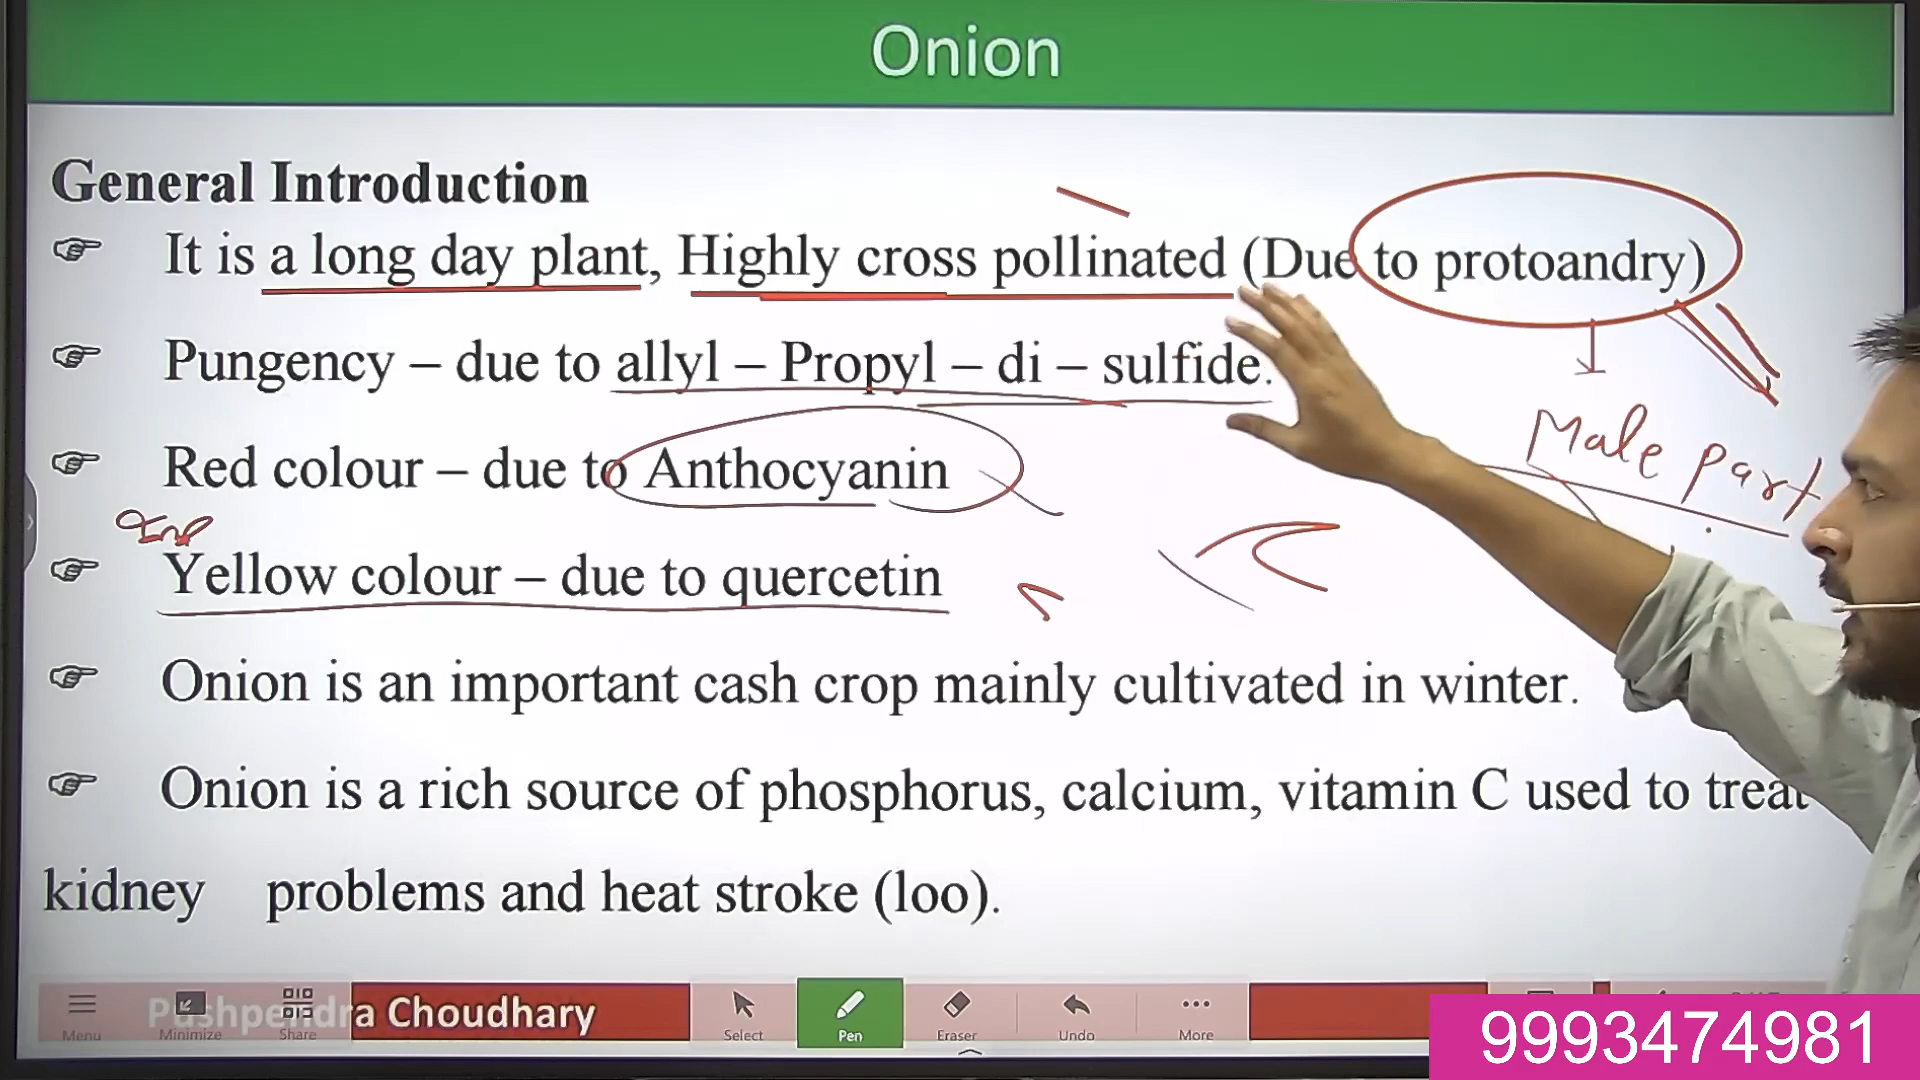 Onion
General Introduction
It is a long day plant, Highly cross pollinated (Due to protoandry)
Pungency – due to allyl – Propyl – di – sulfide.
Male part
Red colour – due to Anthocyanin
Imp
Yellow colour – due to quercetin
Onion is an important cash crop mainly cultivated in winter.
Onion is a rich source of phosphorus, calcium, vitamin C used to treat
kidney problems and heat stroke (loo).
Pushpendra Choudhary
Menu Minimize Share Select Pen Eraser Undo More
9993474981